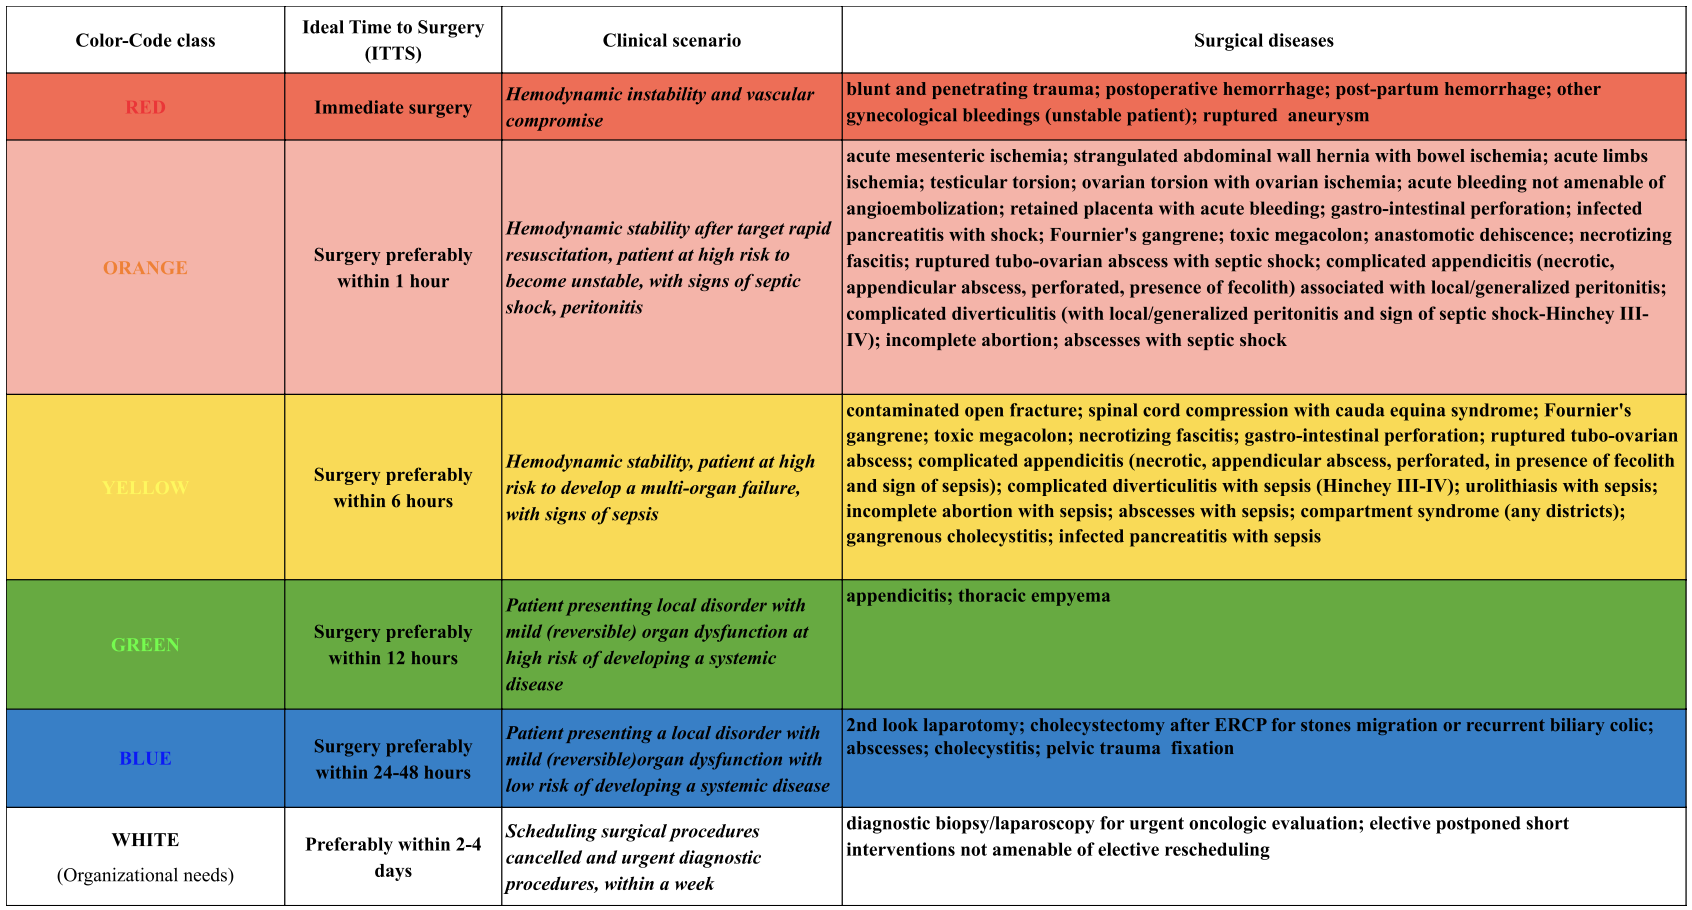 Color-Code class
Ideal Time to Surgery
(ITTS)
Clinical scenario
Surgical diseases
RED
Immediate surgery
Hemodynamic instability and vascular
compromise
blunt and penetrating trauma; postoperative hemorrhage; post-partum hemorrhage; other
gynecological bleedings (unstable patient); ruptured aneurysm
ORANGE
Surgery preferably
within 1 hour
Hemodynamic stability after target rapid
resuscitation, patient at high risk to
become unstable, with signs of septic
shock, peritonitis
acute mesenteric ischemia; strangulated abdominal wall hernia with bowel ischemia; acute limbs
ischemia; testicular torsion; ovarian torsion with ovarian ischemia; acute bleeding not amenable of
angioembolization; retained placenta with acute bleeding; gastro-intestinal perforation; infected
pancreatitis with shock; Fournier's gangrene; toxic megacolon; anastomotic dehiscence; necrotizing
fascitis; ruptured tubo-ovarian abscess with septic shock; complicated appendicitis (necrotic,
appendicular abscess, perforated, presence of fecolith) associated with local/generalized peritonitis;
complicated diverticulitis (with local/generalized peritonitis and sign of septic shock-Hinchey III-
IV); incomplete abortion; abscesses with septic shock
YELLOW
Surgery preferably
within 6 hours
Hemodynamic stability, patient at high
risk to develop a multi-organ failure,
with signs of sepsis
contaminated open fracture; spinal cord compression with cauda equina syndrome; Fournier's
gangrene; toxic megacolon; necrotizing fascitis; gastro-intestinal perforation; ruptured tubo-ovarian
abscess; complicated appendicitis (necrotic, appendicular abscess, perforated, in presence of fecolith
and sign of sepsis); complicated diverticulitis with sepsis (Hinchey III-IV); urolithiasis with sepsis;
incomplete abortion with sepsis; abscesses with sepsis; compartment syndrome (any districts);
gangrenous cholecystitis; infected pancreatitis with sepsis
GREEN
Surgery preferably
within 12 hours
Patient presenting local disorder with
mild (reversible) organ dysfunction at
high risk of developing a systemic
disease
appendicitis; thoracic empyema
BLUE
Surgery preferably
within 24-48 hours
Patient presenting a local disorder with
mild (reversible)organ dysfunction with
low risk of developing a systemic disease
2nd look laparotomy; cholecystectomy after ERCP for stones migration or recurrent biliary colic;
abscesses; cholecystitis; pelvic trauma fixation
WHITE
(Organizational needs)
Preferably within 2-4
days
Scheduling surgical procedures
cancelled and urgent diagnostic
procedures, within a week
diagnostic biopsy/laparoscopy for urgent oncologic evaluation; elective postponed short
interventions not amenable of elective rescheduling